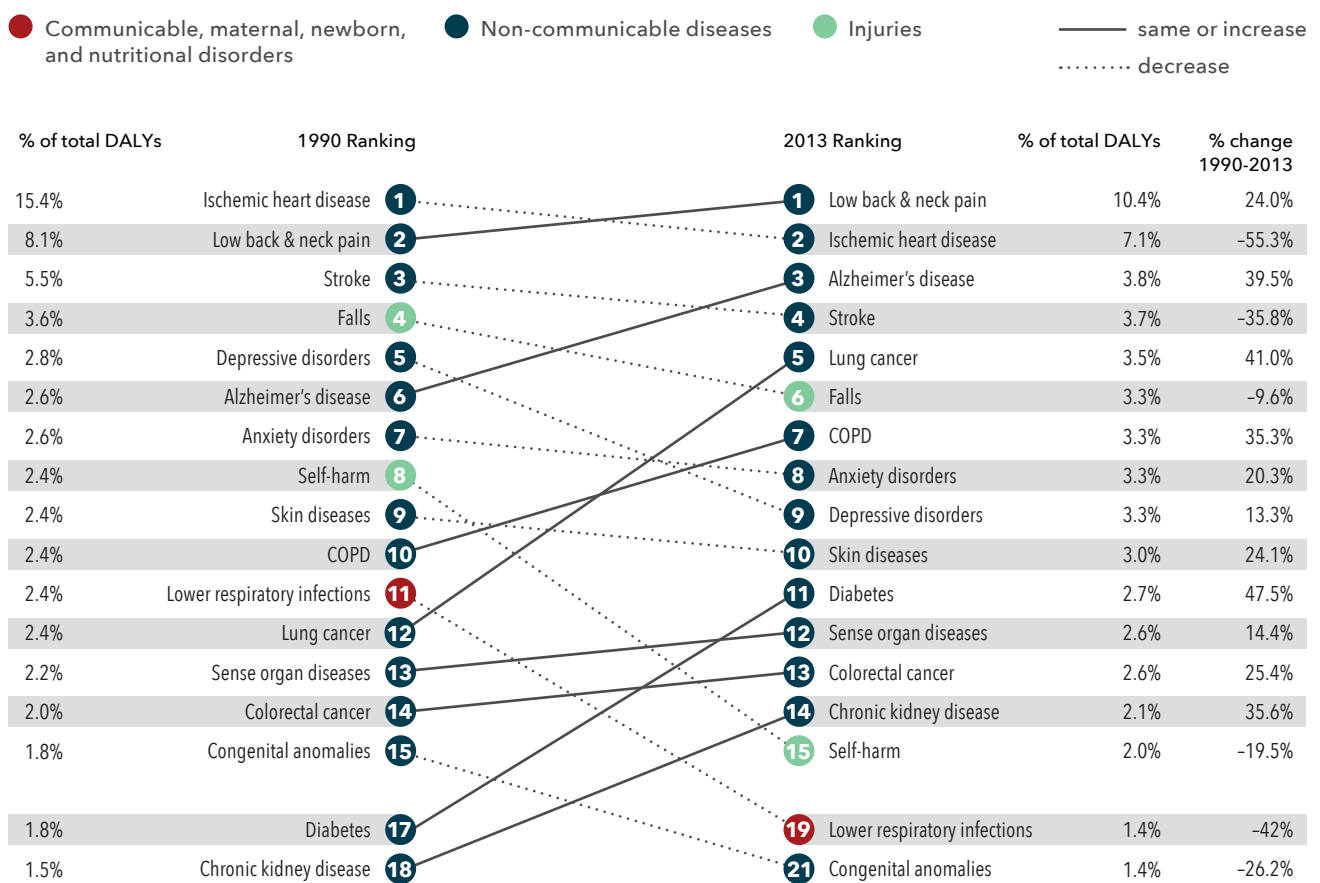 Communicable, maternal, newborn,
and nutritional disorders
Non-communicable diseases
Injuries
same or increase
decrease
% of total DALYs 1990 Ranking 2013 Ranking % of total DALYs % change
1990-2013
15.4% Ischemic heart disease 1 1 Low back & neck pain 10.4% 24.0%
8.1% Low back & neck pain 2 2 Ischemic heart disease 7.1% –55.3%
5.5% Stroke 3 3 Alzheimer’s disease 3.8% 39.5%
3.6% Falls 4 4 Stroke 3.7% –35.8%
2.8% Depressive disorders 5 5 Lung cancer 3.5% 41.0%
2.6% Alzheimer’s disease 6 6 Falls 3.3% –9.6%
2.6% Anxiety disorders 7 7 COPD 3.3% 35.3%
2.4% Self-harm 8 8 Anxiety disorders 3.3% 20.3%
2.4% Skin diseases 9 9 Depressive disorders 3.3% 13.3%
2.4% COPD 10 10 Skin diseases 3.0% 24.1%
2.4% Lower respiratory infections 11 11 Diabetes 2.7% 47.5%
2.4% Lung cancer 12 12 Sense organ diseases 2.6% 14.4%
2.2% Sense organ diseases 13 13 Colorectal cancer 2.6% 25.4%
2.0% Colorectal cancer 14 14 Chronic kidney disease 2.1% 35.6%
1.8% Congenital anomalies 15 15 Self-harm 2.0% –19.5%
1.8% Diabetes 17 19 Lower respiratory infections 1.4% –42%
1.5% Chronic kidney disease 18 21 Congenital anomalies 1.4% –26.2%